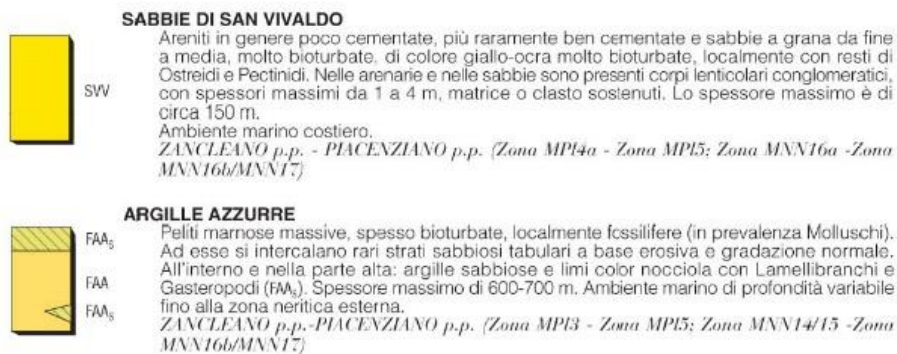 SABBIE DI SAN VIVALDO
Areniti in genere poco cementate, più raramente ben cementate e sabbie a grana da fine
a media, molto bioturbate, di colore giallo-ocra molto bioturbate, localmente con resti di
Ostreidi e Pectinidi. Nelle arenarie e nelle sabbie sono presenti corpi lenticolari conglomeratici,
con spessori massimi da 1 a 4 m, matrice o clasto sostenuti. Lo spessore massimo è di
circa 150 m.
Ambiente marino costiero.
ZANCLEANO p.p. - PIACENZIANO p.p. (Zona MPl4a - Zona MPl5; Zona MNN16a -Zona
MNN16b/MNN17)
SVV
ARGILLE AZZURRE
Peliti marnose massive, spesso bioturbate, localmente fossilifere (in prevalenza Molluschi).
Ad esse si intercalano rari strati sabbiosi tabulari a base erosiva e gradazione normale.
All'interno e nella parte alta: argille sabbiose e limi color nocciola con Lamellibranchi e
Gasteropodi (FAAs). Spessore massimo di 600-700 m. Ambiente marino di profondità variabile
fino alla zona neritica esterna.
ZANCLEANO p.p.-PIACENZIANO p.p. (Zona MPl3 - Zona MPl5; Zona MNN14/15 -Zona
MNN16b/MNN17)
FAAs
FAA
FAAs